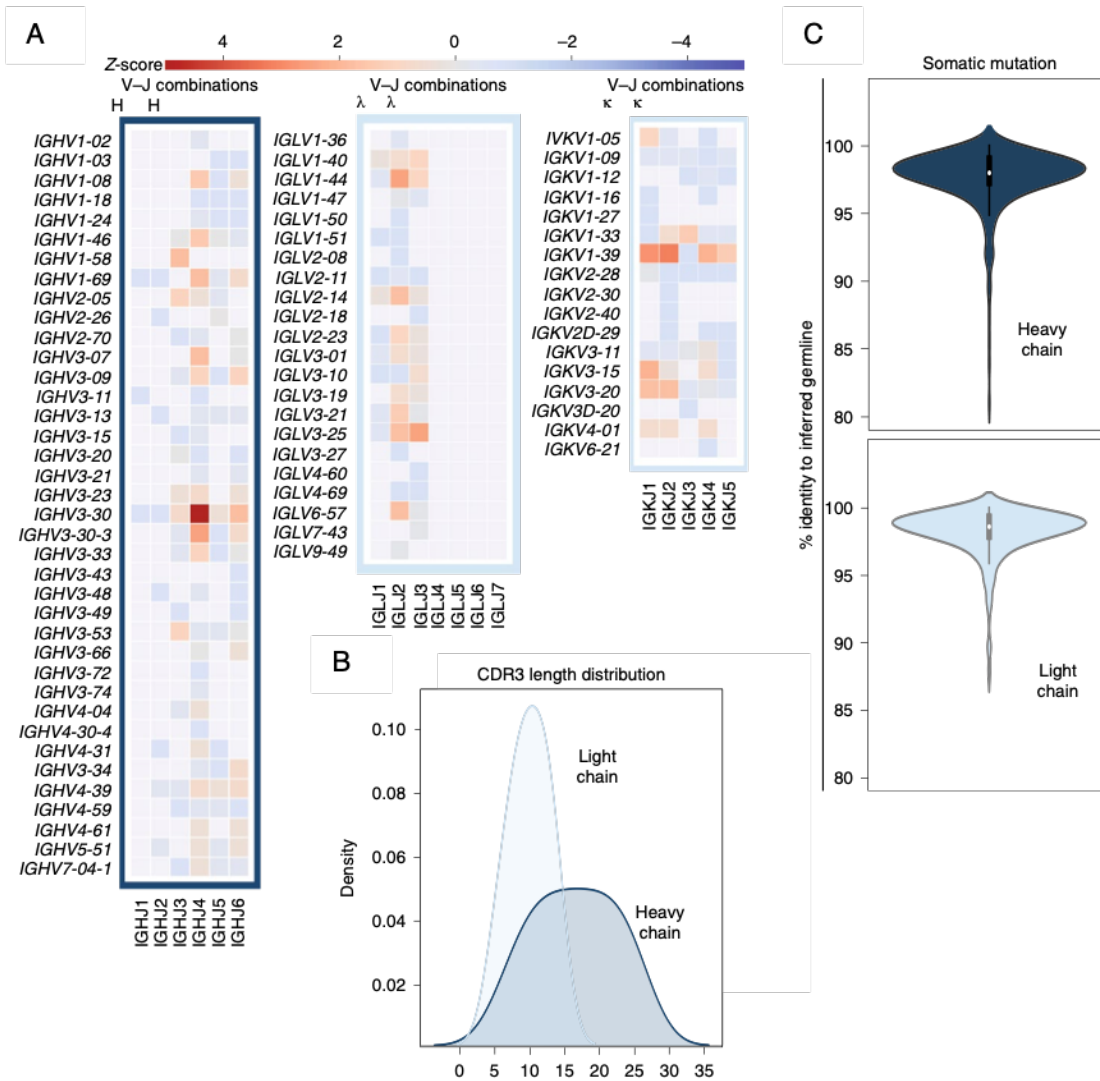 A
4 2 0 −2 −4
Z-score
V–J combinations
H H
IGHV1-02
IGHV1-03
IGHV1-08
IGHV1-18
IGHV1-24
IGHV1-46
IGHV1-58
IGHV1-69
IGHV2-05
IGHV2-26
IGHV2-70
IGHV3-07
IGHV3-09
IGHV3-11
IGHV3-13
IGHV3-15
IGHV3-20
IGHV3-21
IGHV3-23
IGHV3-30
IGHV3-30-3
IGHV3-33
IGHV3-43
IGHV3-48
IGHV3-49
IGHV3-53
IGHV3-66
IGHV3-72
IGHV3-74
IGHV4-04
IGHV4-30-4
IGHV4-31
IGHV3-34
IGHV4-39
IGHV4-59
IGHV4-61
IGHV5-51
IGHV7-04-1
IGHJ1
IGHJ2
IGHJ3
IGHJ4
IGHJ5
IGHJ6
V–J combinations
λ λ
IGLV1-36
IGLV1-40
IGLV1-44
IGLV1-47
IGLV1-50
IGLV1-51
IGLV2-08
IGLV2-11
IGLV2-14
IGLV2-18
IGLV2-23
IGLV3-01
IGLV3-10
IGLV3-19
IGLV3-21
IGLV3-25
IGLV3-27
IGLV4-60
IGLV4-69
IGLV6-57
IGLV7-43
IGLV9-49
IGLJ1
IGLJ2
IGLJ3
IGLJ4
IGLJ5
IGLJ6
IGLJ7
V–J combinations
κ κ
IVKV1-05
IGKV1-09
IGKV1-12
IGKV1-16
IGKV1-27
IGKV1-33
IGKV1-39
IGKV2-28
IGKV2-30
IGKV2-40
IGKV2D-29
IGKV3-11
IGKV3-15
IGKV3-20
IGKV3D-20
IGKV4-01
IGKV6-21
IGKJ1
IGKJ2
IGKJ3
IGKJ4
IGKJ5
B
CDR3 length distribution
Density
0.10
0.08
0.06
0.04
0.02
Light
chain
Heavy
chain
0 5 10 15 20 25 30 35
C
Somatic mutation
% identity to inferred germline
100
95
90
85
80
Heavy
chain
100
95
90
85
80
Light
chain